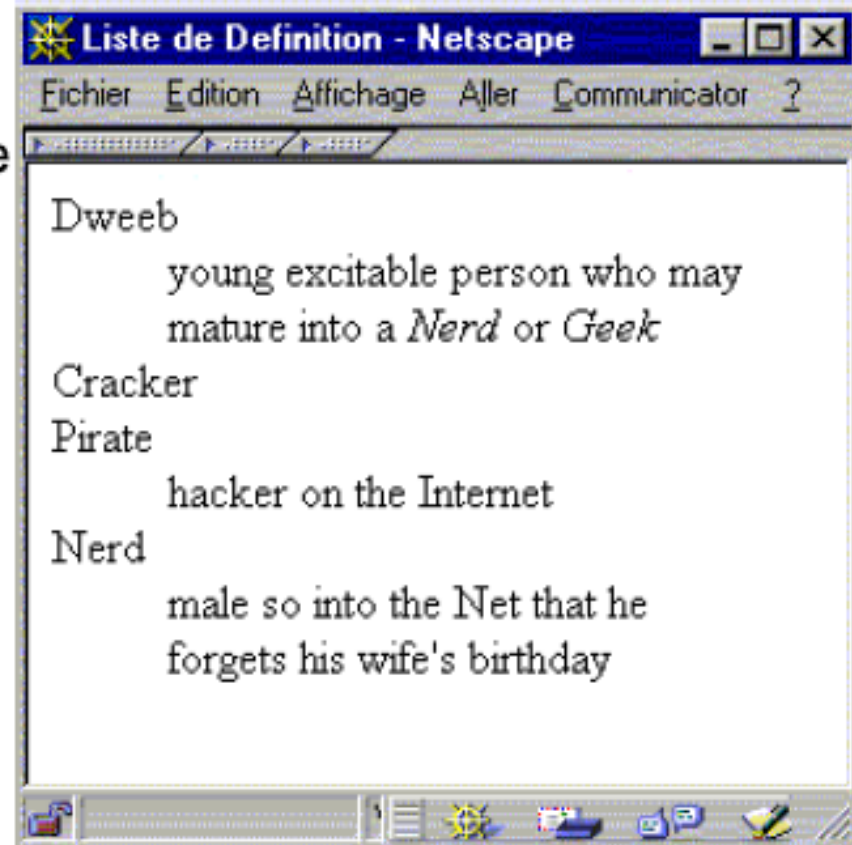 Liste de Definition - Netscape
Fichier Edition Affichage Aller Communicator ?
e
Dweeb
young excitable person who may
mature into a Nerd or Geek
Cracker
Pirate
hacker on the Internet
Nerd
male so into the Net that he
forgets his wife's birthday